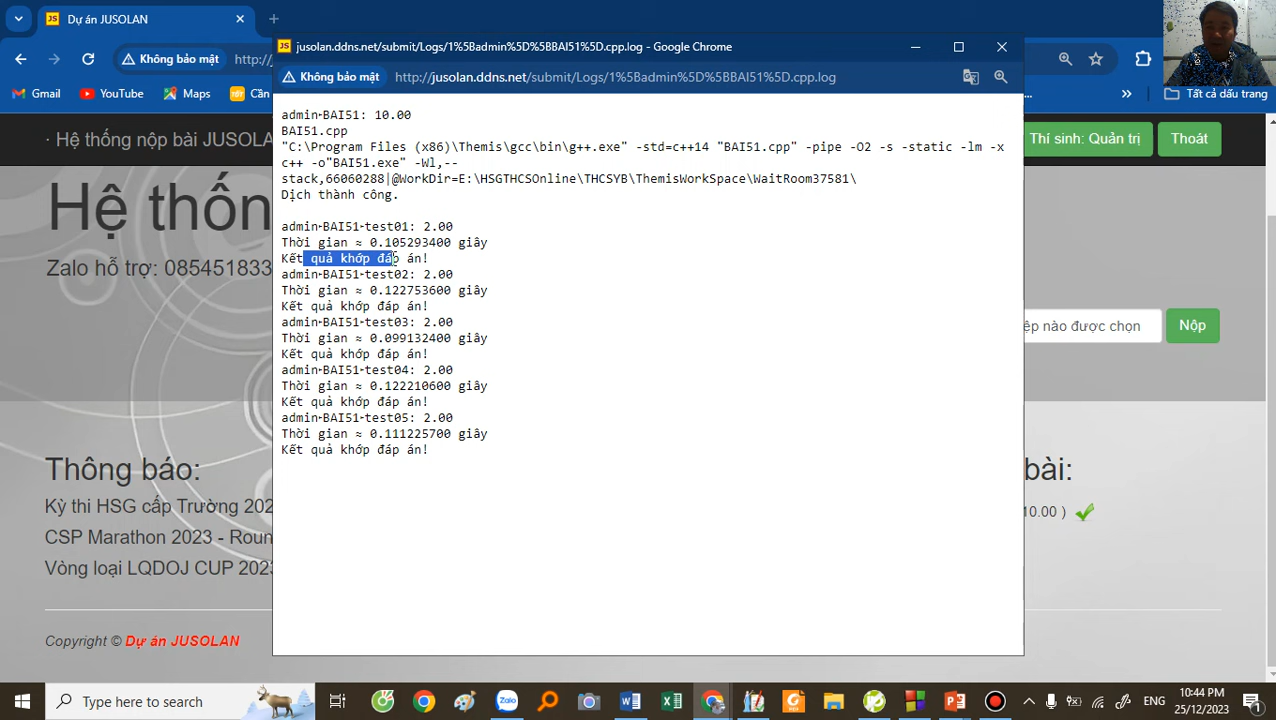 Dự án JUSOLAN
Không bảo mật
http://j
Gmail
YouTube
Maps
Cần
Tất cả dấu trang
jusolan.ddns.net/submit/Logs/1%5Badmin%5D%5BBAI51%5D.cpp.log - Google Chrome
Không bảo mật
http://jusolan.ddns.net/submit/Logs/1%5Badmin%5D%5BBAI51%5D.cpp.log
· Hệ thống nộp bài JUSOLA
Thí sinh: Quản trị
Thoát
Hệ thốn
Zalo hỗ trợ: 085451833
admin‣BAI51: 10.00
BAI51.cpp
"C:\Program Files (x86)\Themis\gcc\bin\g++.exe" -std=c++14 "BAI51.cpp" -pipe -O2 -s -static -lm -x
c++ -o"BAI51.exe" -Wl,--
stack,66060288|@WorkDir=E:\HSGTHCSOnline\THCSYB\ThemisWorkSpace\WaitRoom37581\
Dịch thành công.
admin‣BAI51‣test01: 2.00
Thời gian ≈ 0.105293400 giây
Kết quả khớp đáp án!
admin‣BAI51‣test02: 2.00
Thời gian ≈ 0.122753600 giây
Kết quả khớp đáp án!
admin‣BAI51‣test03: 2.00
Thời gian ≈ 0.099132400 giây
Kết quả khớp đáp án!
admin‣BAI51‣test04: 2.00
Thời gian ≈ 0.122210600 giây
Kết quả khớp đáp án!
admin‣BAI51‣test05: 2.00
Thời gian ≈ 0.111225700 giây
Kết quả khớp đáp án!
ệp nào được chọn
Nộp
Thông báo:
bài:
Kỳ thi HSG cấp Trường 202
10.00 )
CSP Marathon 2023 - Roun
Vòng loại LQDOJ CUP 2023
Copyright © Dự án JUSOLAN
Type here to search
ENG
10:44 PM
25/12/2023
1